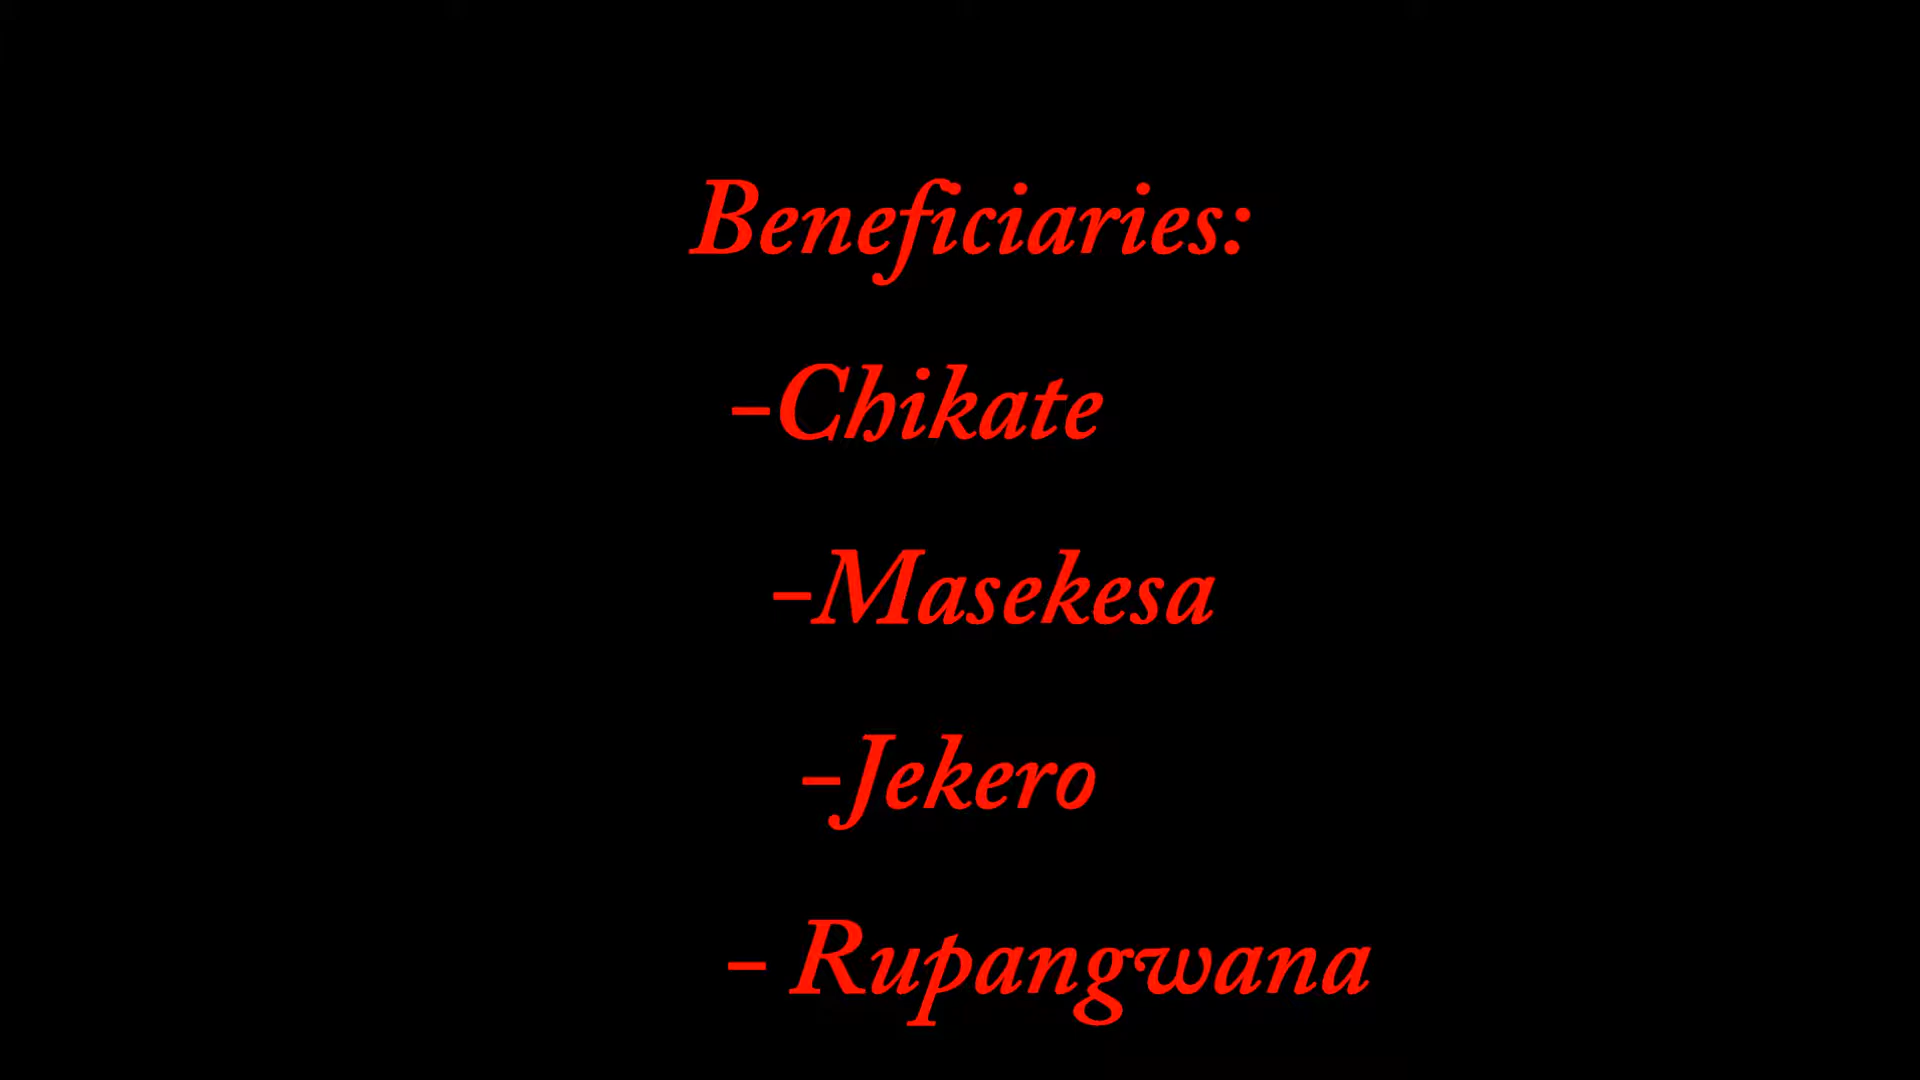 Beneficiaries:
-Chikate
-Masekesa
-Jekero
- Rupangwana